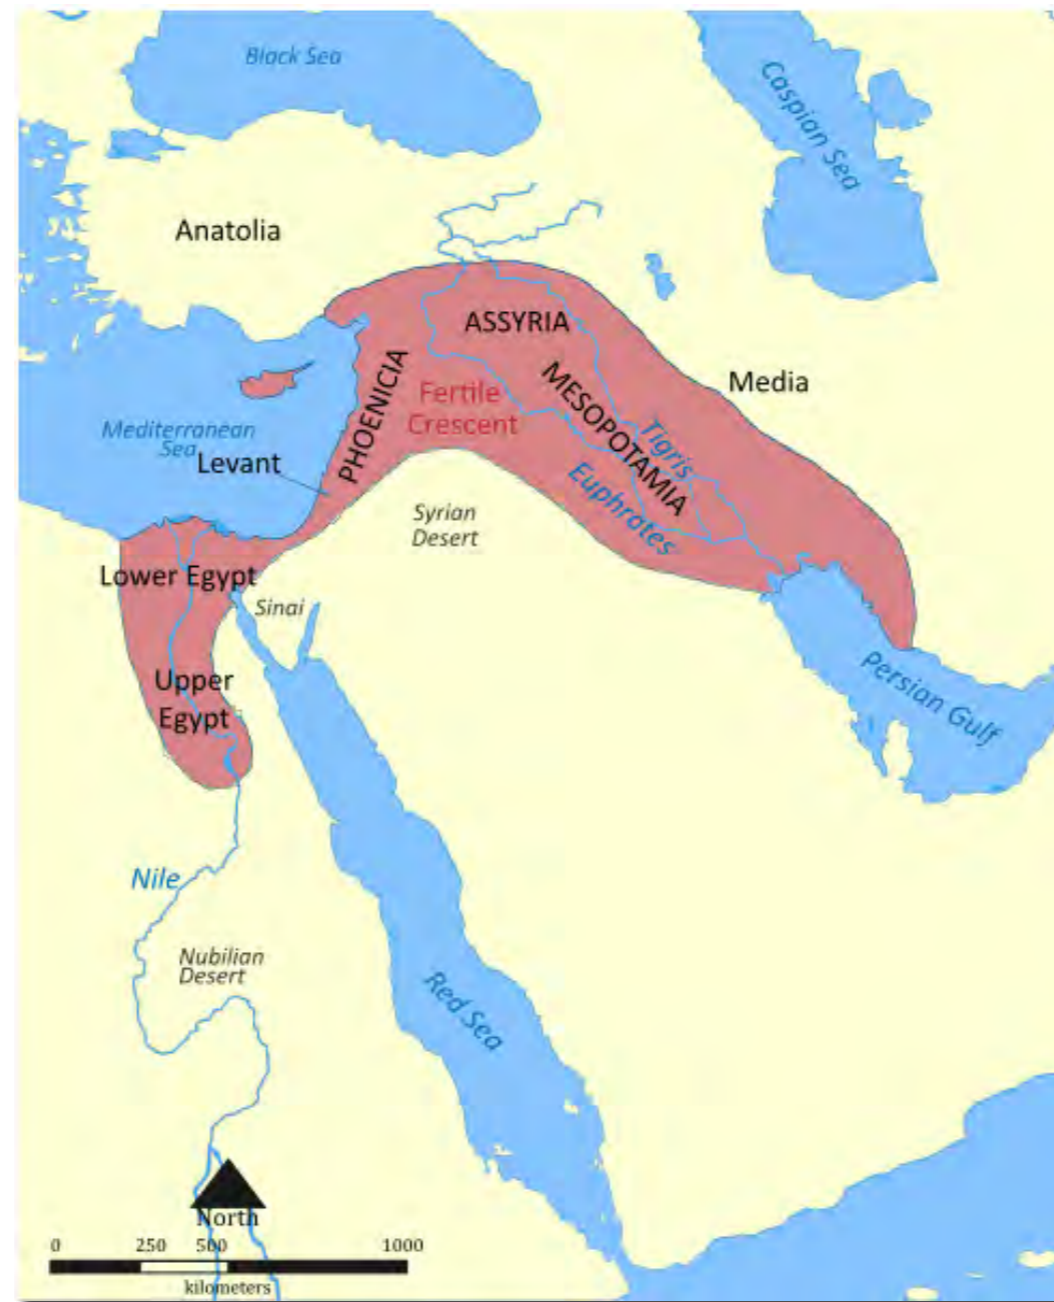 Black Sea
Caspian Sea
Anatolia
ASSYRIA
PHOENICIA
Fertile
Crescent
MESOPOTAMIA
Media
Tigris
Mediterranean
Sea
Levant
Euphrates
Syrian
Desert
Lower Egypt
Sinai
Upper
Egypt
Persian Gulf
Nile
Nubilian
Desert
Red Sea
North
0 250 500 1000
kilometers